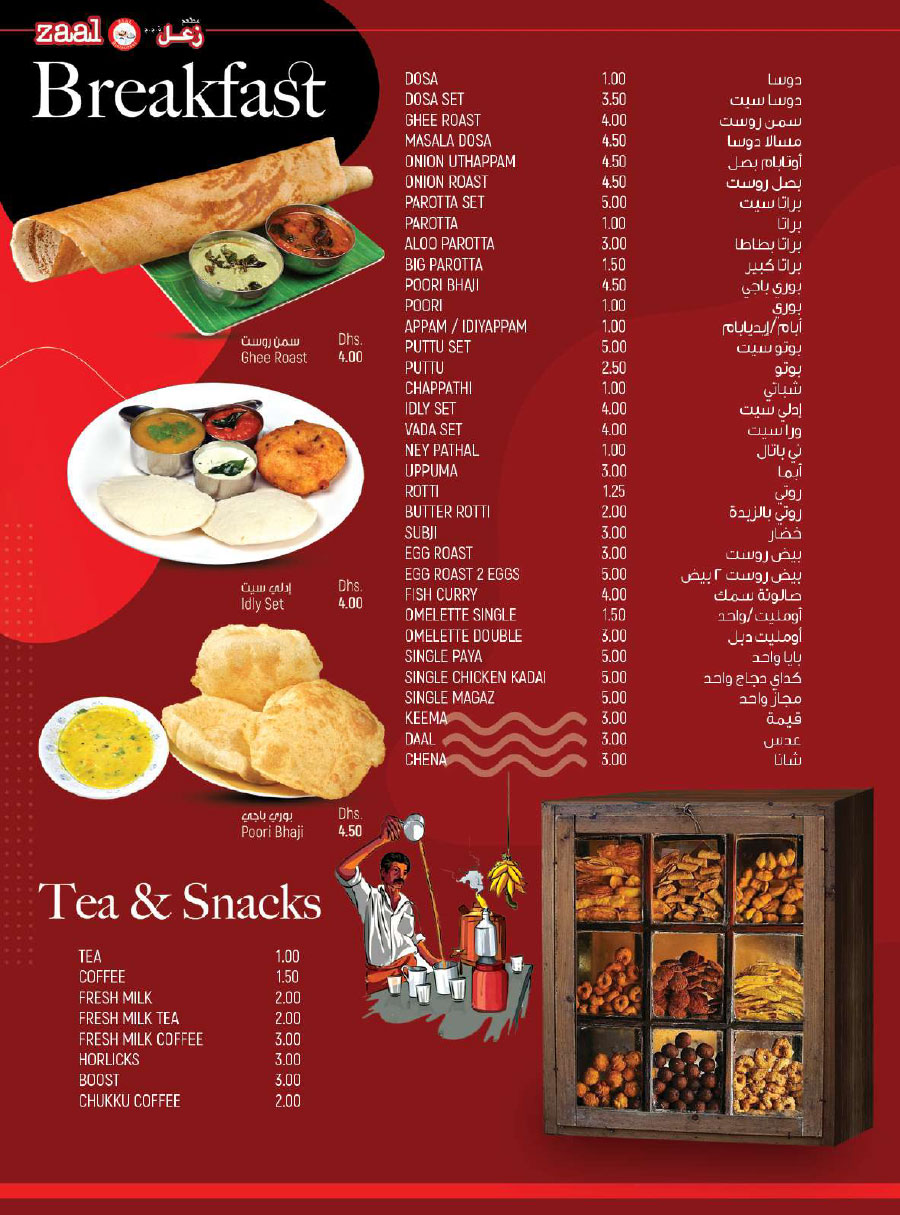 zaal مطعم زعل
Breakfast
DOSA 1.00 دوسا
DOSA SET 3.50 دوسا سيت
GHEE ROAST 4.00 سمن روست
MASALA DOSA 4.50 مسالا دوسا
ONION UTHAPPAM 4.50 أوتابام بصل
ONION ROAST 4.50 بصل روست
PAROTTA SET 5.00 براتا سيت
PAROTTA 1.00 براتا
ALOO PAROTTA 3.00 براتا بطاطا
BIG PAROTTA 1.50 براتا كبير
POORI BHAJI 4.50 بوري باجي
POORI 1.00 بوري
APPAM / IDIYAPPAM 1.00 أبام/إيديابام
PUTTU SET 5.00 بوتو سيت
PUTTU 2.50 بوتو
CHAPPATHI 1.00 شباتي
IDLY SET 4.00 إدلي سيت
VADA SET 4.00 ورا سيت
NEY PATHAL 1.00 ني باتال
UPPUMA 3.00 أبما
ROTTI 1.25 روتي
BUTTER ROTTI 2.00 روتي بالزبدة
SUBJI 3.00 خضار
EGG ROAST 3.00 بيض روست
EGG ROAST 2 EGGS 5.00 بيض روست ٢ بيض
FISH CURRY 4.00 صالونة سمك
OMELETTE SINGLE 1.50 أومليت/واحد
OMELETTE DOUBLE 3.00 أومليت دبل
SINGLE PAYA 5.00 بايا واحد
SINGLE CHICKEN KADAI 5.00 كداي دجاج واحد
SINGLE MAGAZ 5.00 مجاز واحد
KEEMA 3.00 قيمة
DAAL 3.00 عدس
CHENA 3.00 شانا
سمن روست Dhs.
Ghee Roast 4.00
إدلي سيت Dhs.
Idly Set 4.00
بوري باجي Dhs.
Poori Bhaji 4.50
Tea & Snacks
TEA 1.00
COFFEE 1.50
FRESH MILK 2.00
FRESH MILK TEA 2.00
FRESH MILK COFFEE 3.00
HORLICKS 3.00
BOOST 3.00
CHUKKU COFFEE 2.00